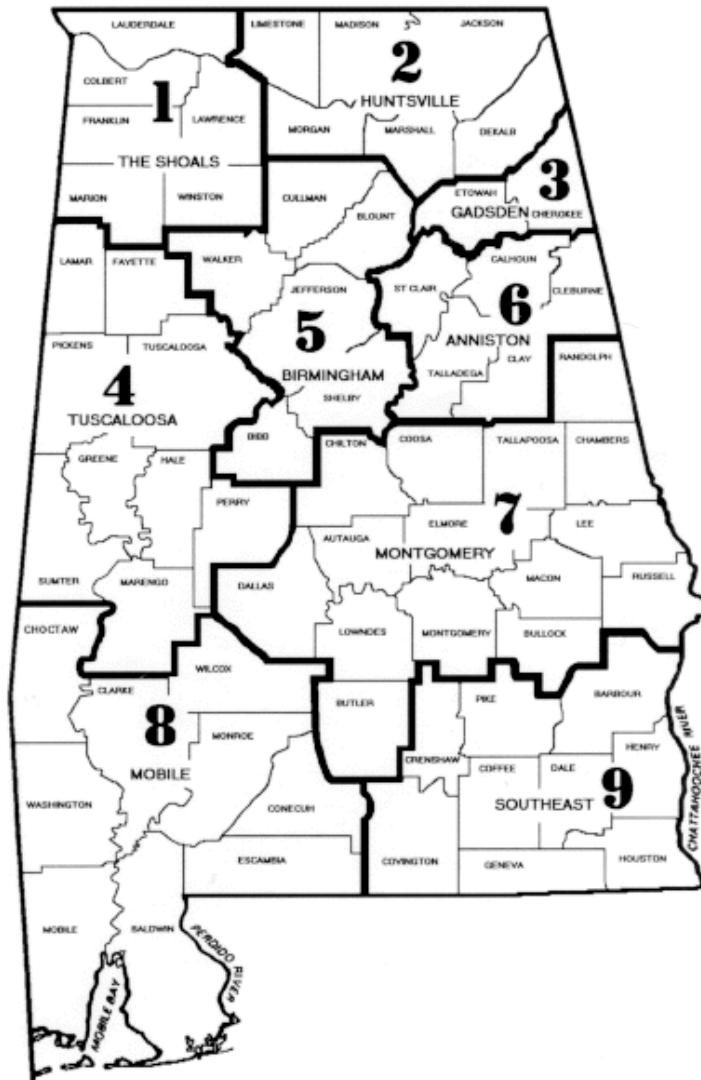 LAUDERDALE
LIMESTONE
MADISON
JACKSON
COLBERT
1
2
HUNTSVILLE
FRANKLIN
LAWRENCE
MORGAN
MARSHALL
DEKALB
THE SHOALS
3
MARION
WINSTON
CULLMAN
ETOWAH
GADSDEN
CHEROKEE
BLOUNT
LAMAR
FAYETTE
WALKER
CALHOUN
JEFFERSON
ST CLAIR
CLEBURNE
6
5
PICKENS
TUSCALOOSA
ANNISTON
CLAY
RANDOLPH
4
BIRMINGHAM
TALLADEGA
SHELBY
TUSCALOOSA
BIBB
CHILTON
COOSA
TALLAPOOSA
CHAMBERS
GREENE
HALE
PERRY
7
ELMORE
LEE
AUTAUGA
MONTGOMERY
SUMTER
MARENGO
DALLAS
MACON
RUSSELL
CHOCTAW
LOWNDES
MONTGOMERY
BULLOCK
WILCOX
CLARKE
BUTLER
PIKE
BARBOUR
8
MONROE
HENRY
CRENSHAW
COFFEE
DALE
MOBILE
9
SOUTHEAST
WASHINGTON
CONECUH
CHATTAHOOCHEE RIVER
ESCAMBIA
COVINGTON
GENEVA
HOUSTON
MOBILE
BALDWIN
PERDIDO RIVER
MOBILE BAY